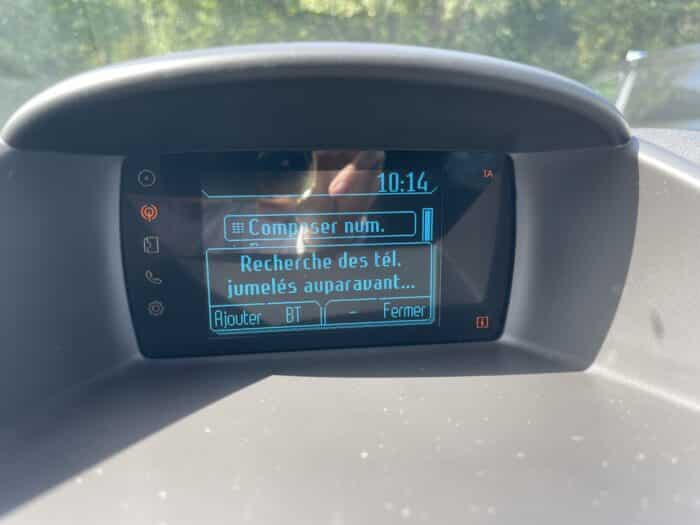 10:14
TA
Composer num.
Recherche des tél.
jumelés auparavant...
Ajouter BT - Fermer